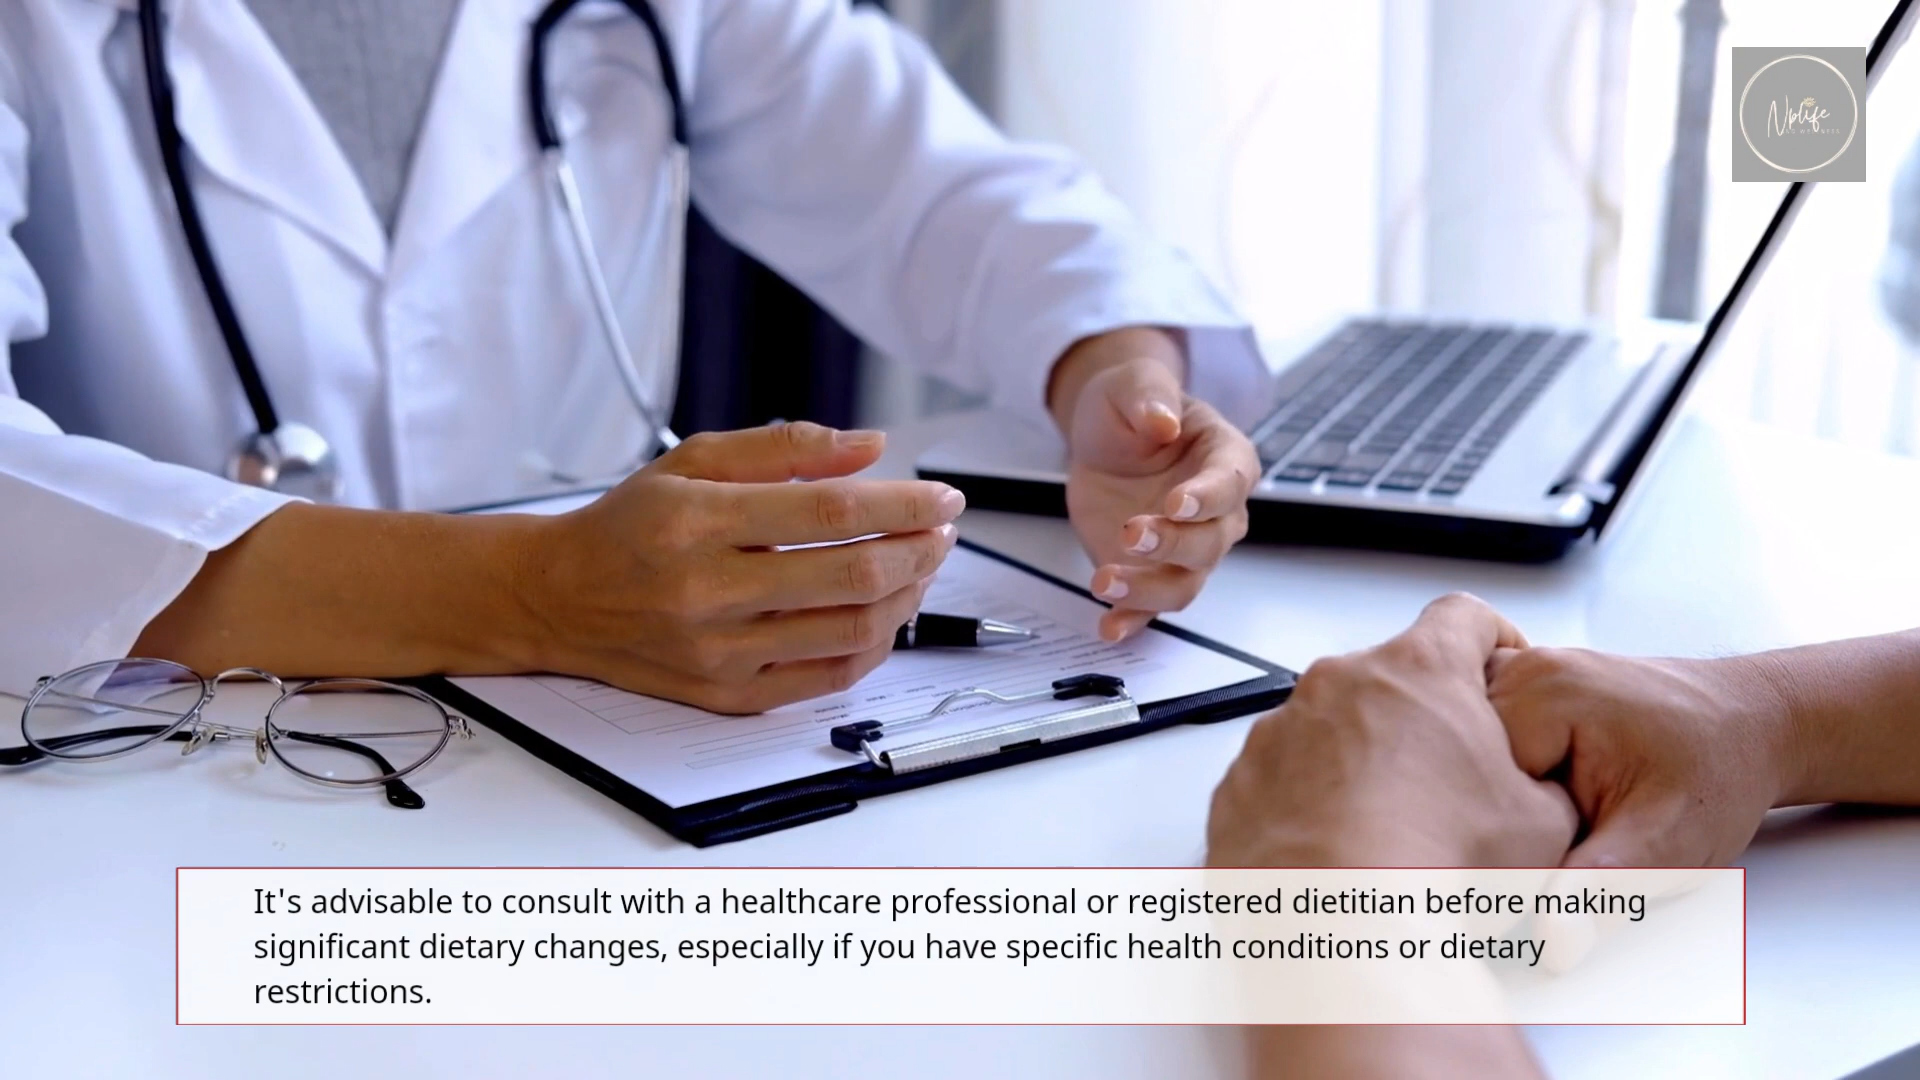 Nblife
It's advisable to consult with a healthcare professional or registered dietitian before making
significant dietary changes, especially if you have specific health conditions or dietary
restrictions.